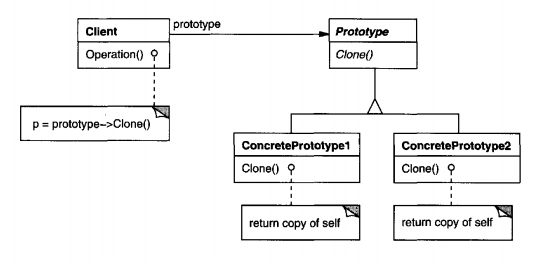 Client
prototype
Prototype
Operation()
Clone()
p = prototype->Clone()
ConcretePrototype1
ConcretePrototype2
Clone()
Clone()
return copy of self
return copy of self